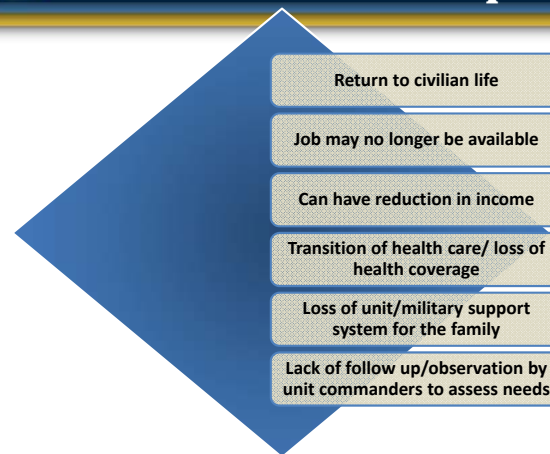 Return to civilian life
Job may no longer be available
Can have reduction in income
Transition of health care/ loss of
health coverage
Loss of unit/military support
system for the family
Lack of follow up/observation by
unit commanders to assess needs